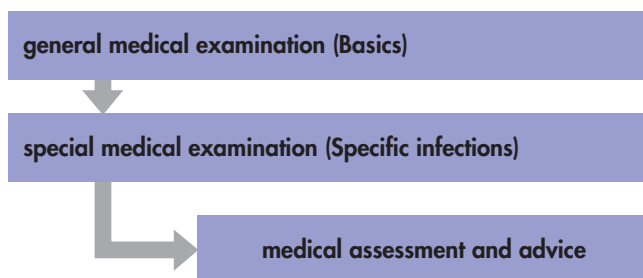 general medical examination (Basics)
special medical examination (Specific infections)
medical assessment and advice